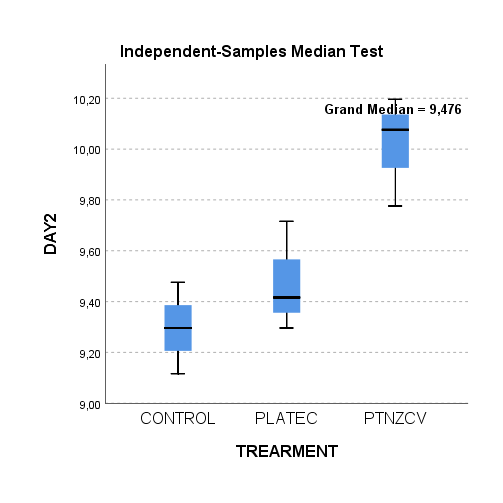 Independent-Samples Median Test
Grand Median = 9,476
10,20
10,00
9,80
9,60
9,40
9,20
9,00
DAY2
CONTROL PLATEC PTNZCV
TREARMENT